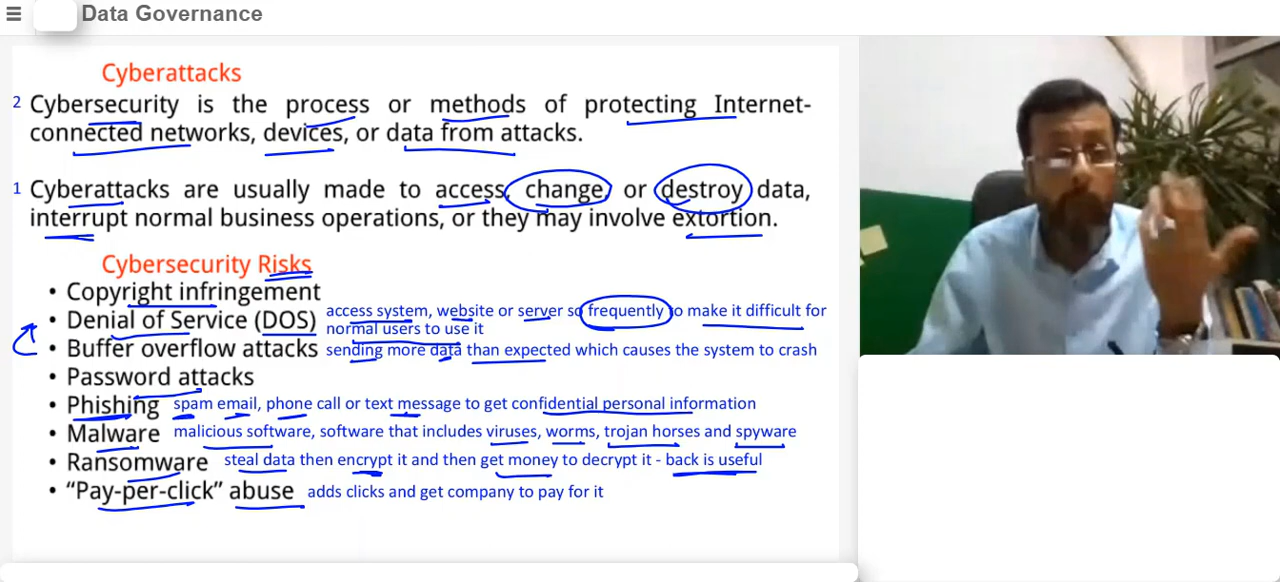 Data Governance
Cyberattacks
2 Cybersecurity is the process or methods of protecting Internet-
connected networks, devices, or data from attacks.
1 Cyberattacks are usually made to access, change, or destroy data,
interrupt normal business operations, or they may involve extortion.
Cybersecurity Risks
• Copyright infringement
• Denial of Service (DOS) access system, website or server so frequently to make it difficult for
normal users to use it
• Buffer overflow attacks sending more data than expected which causes the system to crash
• Password attacks
• Phishing spam email, phone call or text message to get confidential personal information
• Malware malicious software, software that includes viruses, worms, trojan horses and spyware
• Ransomware steal data then encrypt it and then get money to decrypt it - back is useful
• “Pay-per-click” abuse adds clicks and get company to pay for it